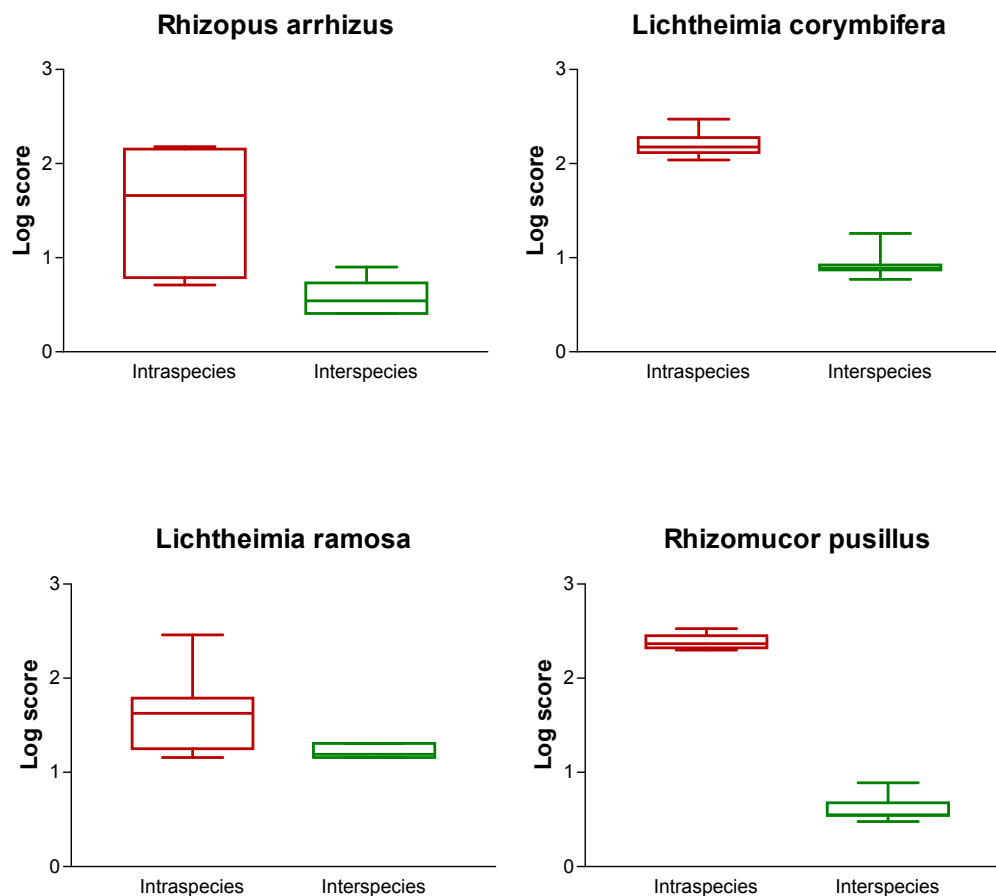 Rhizopus arrhizus
Lichtheimia corymbifera
3
2
1
0
Log score
Intraspecies
Interspecies
3
2
1
0
Log score
Intraspecies
Interspecies
Lichtheimia ramosa
Rhizomucor pusillus
3
2
1
0
Log score
Intraspecies
Interspecies
3
2
1
0
Log score
Intraspecies
Interspecies